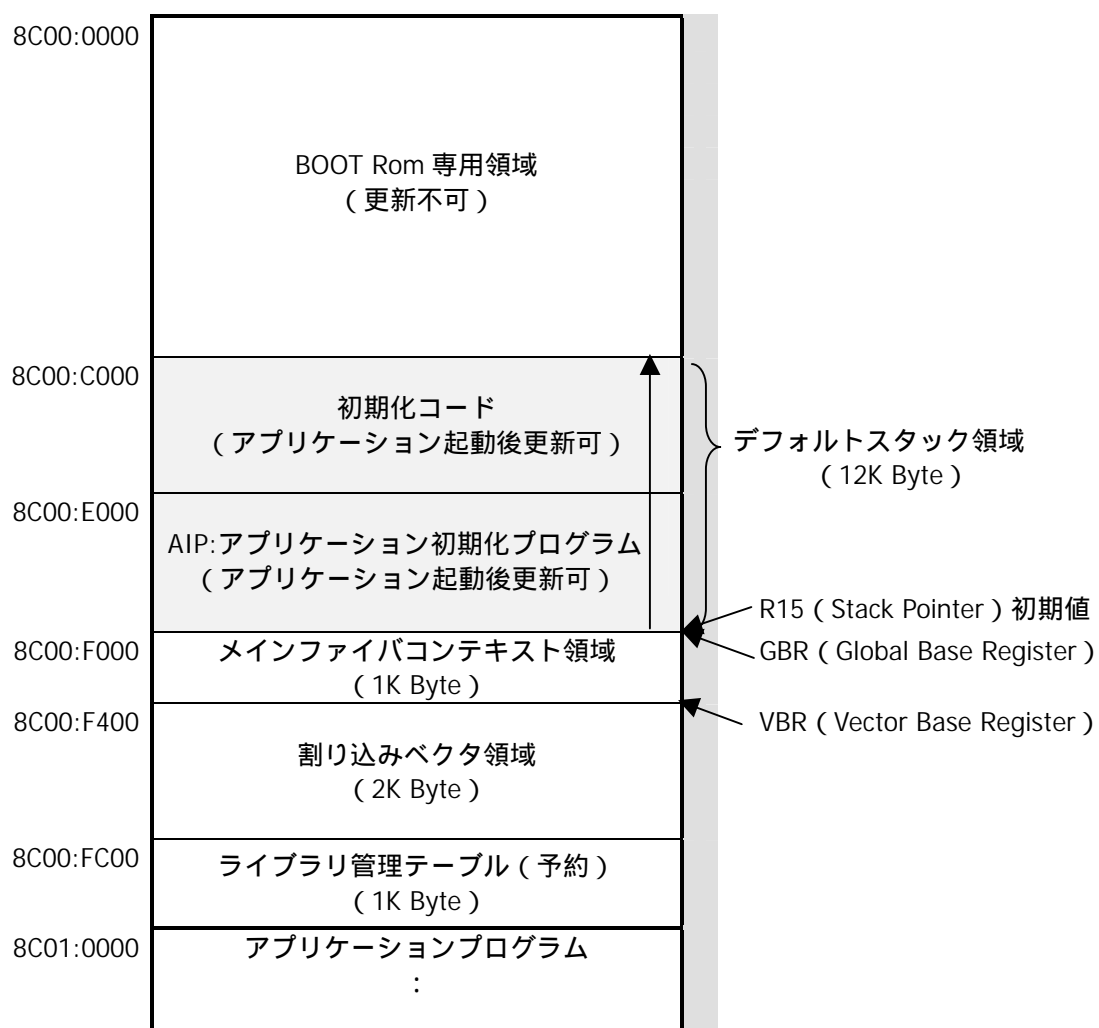 8C00:0000
BOOT Rom 専用領域
（更新不可）
8C00:C000
初期化コード
（アプリケーション起動後更新可）
デフォルトスタック領域
（12K Byte）
8C00:E000
AIP:アプリケーション初期化プログラム
（アプリケーション起動後更新可）
R15（Stack Pointer）初期値
8C00:F000
メインファイバコンテキスト領域
（1K Byte）
GBR（Global Base Register）
8C00:F400
VBR（Vector Base Register）
割り込みベクタ領域
（2K Byte）
8C00:FC00
ライブラリ管理テーブル（予約）
（1K Byte）
8C01:0000
アプリケーションプログラム
：